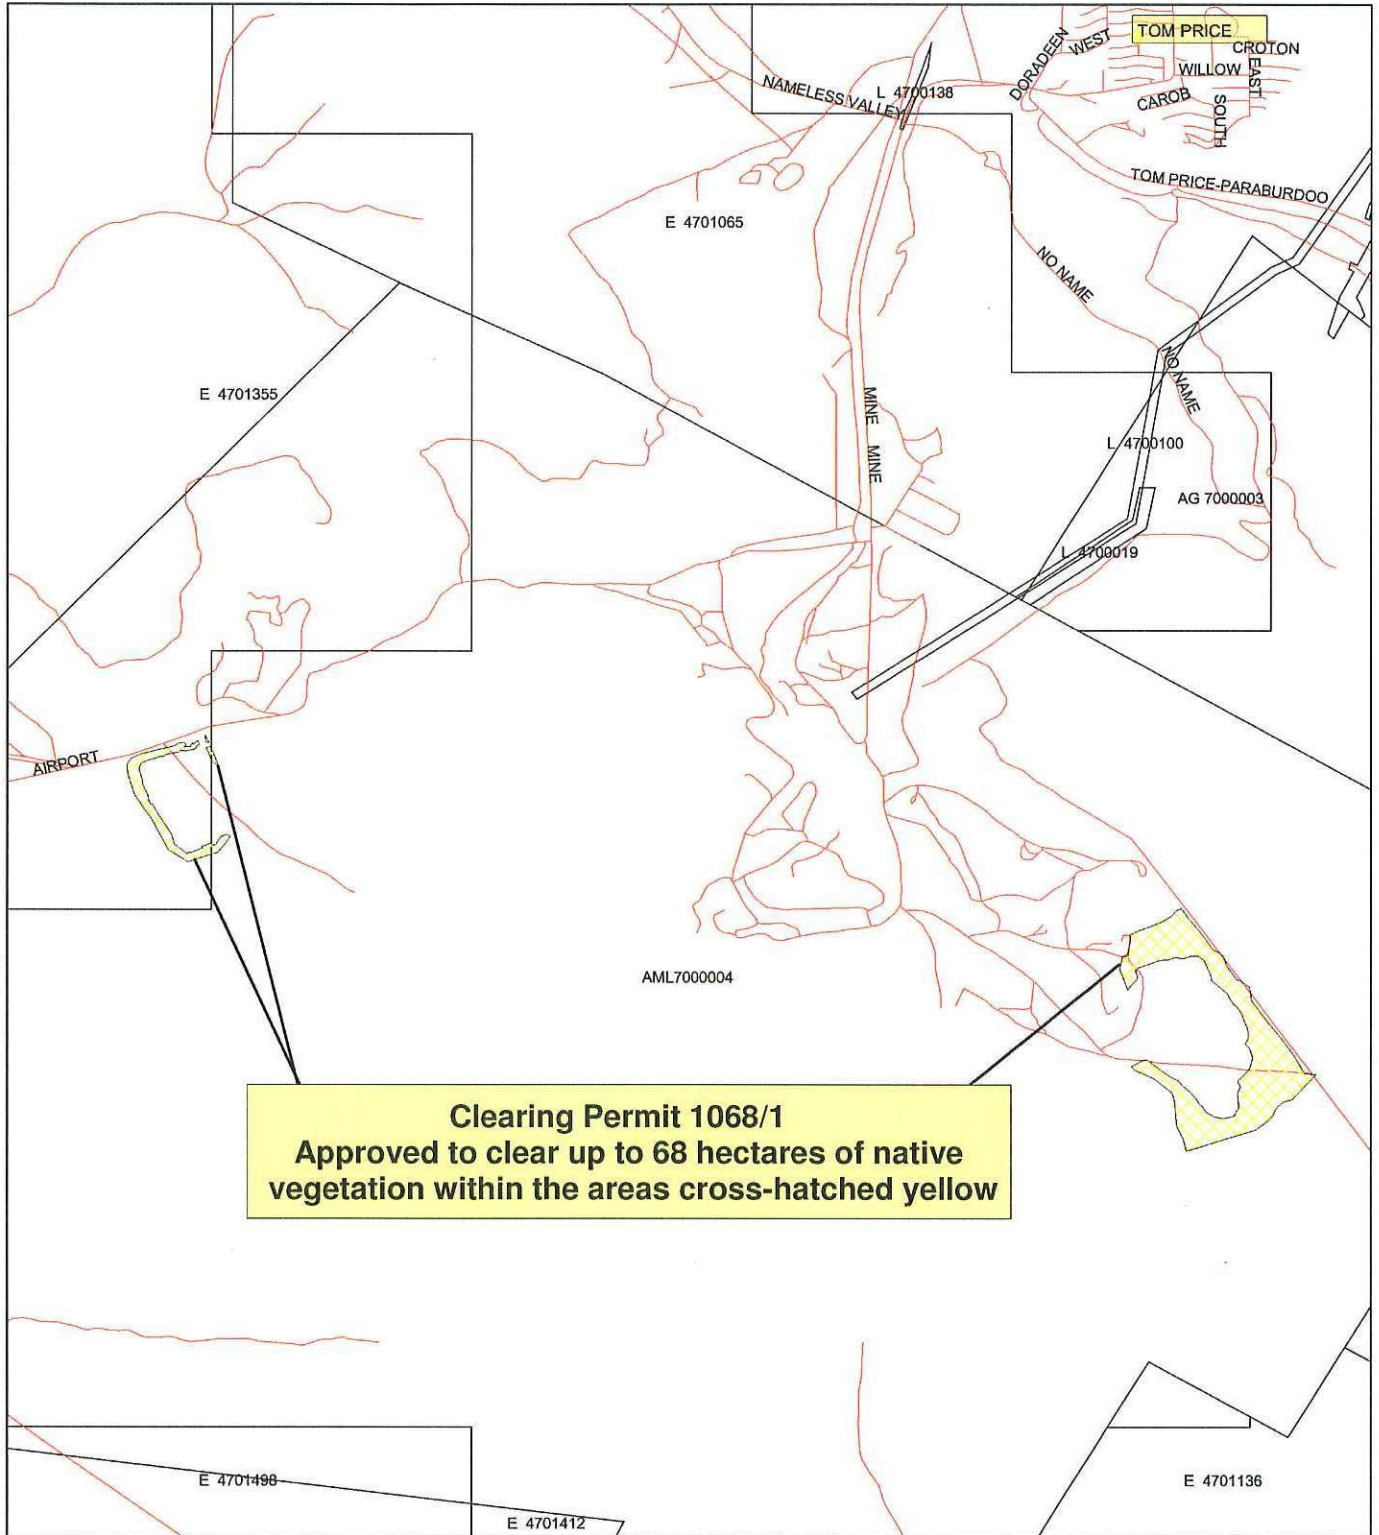 TOM PRICE
CROTON
DORADEEN
WEST
WILLOW
EAST
CAROB
SOUTH
NAMELESS VALLEY
L 4700138
TOM PRICE-PARABURDOO
E 4701065
NO NAME
E 4701355
MINE
MINE
NO NAME
L 4700100
AG 7000003
L 4700019
AIRPORT
AML7000004
Clearing Permit 1068/1
Approved to clear up to 68 hectares of native
vegetation within the areas cross-hatched yellow
E 4701498
E 4701136
E 4701412